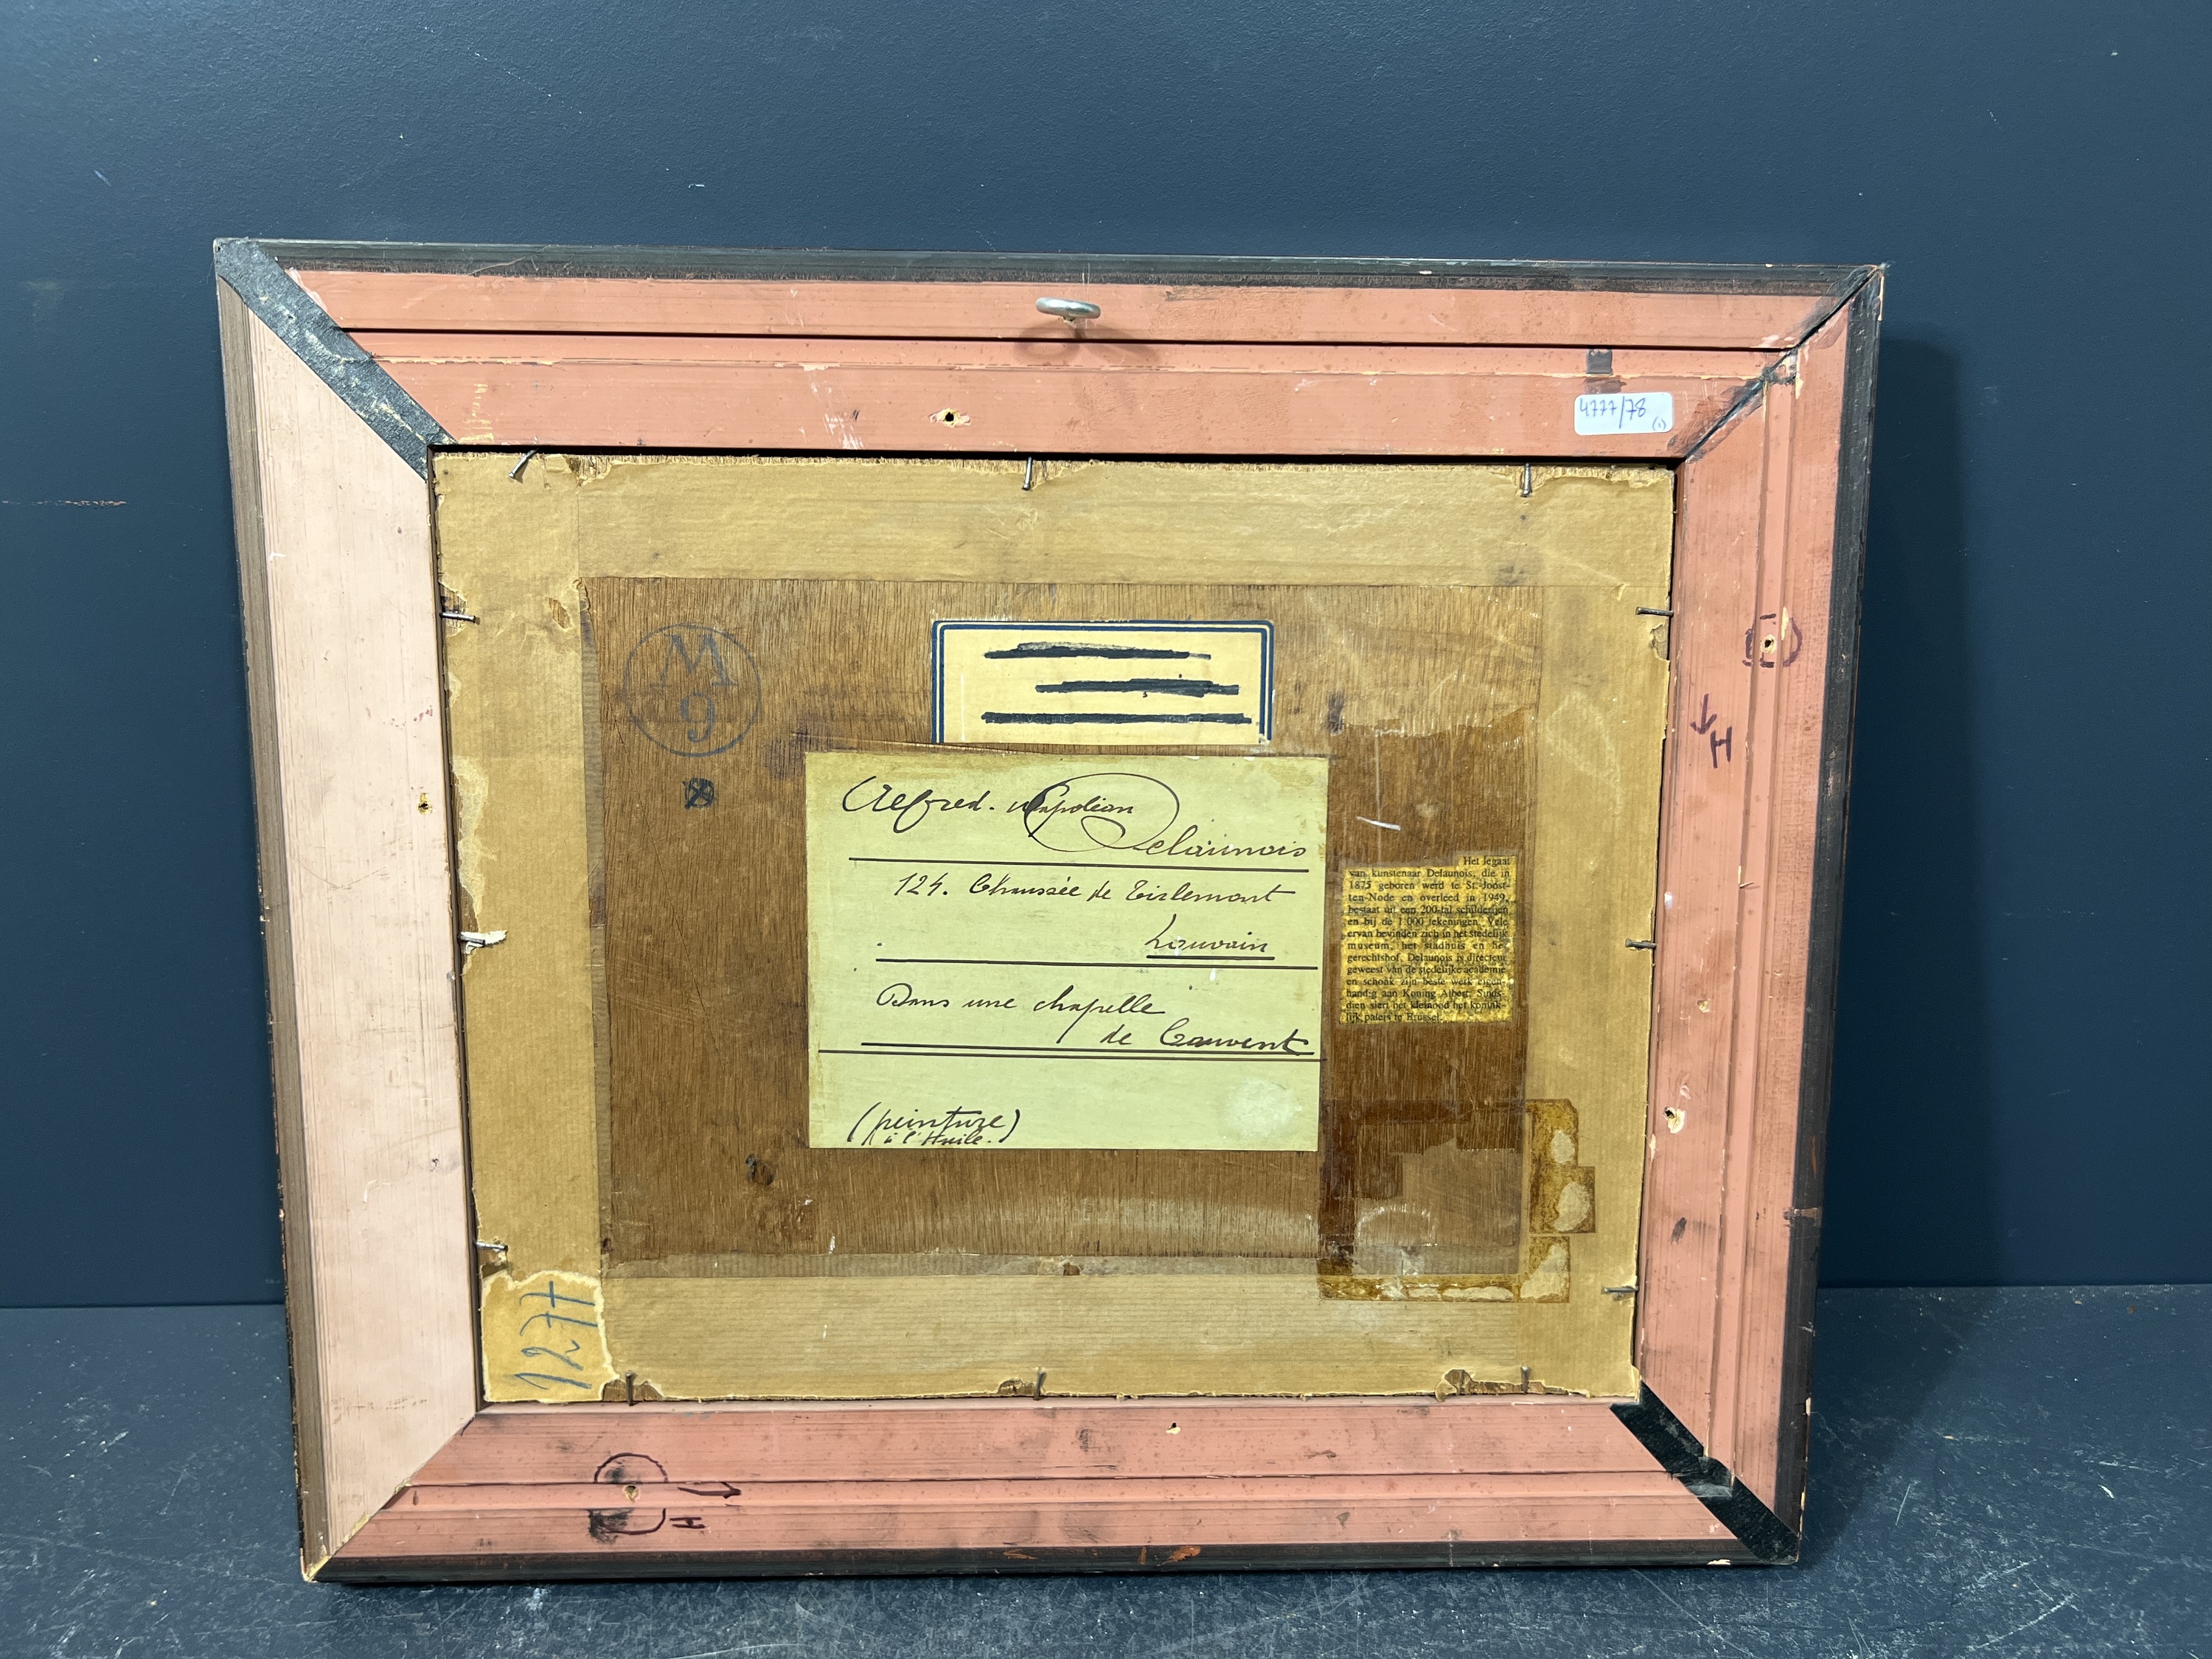 4777/78
(1)
M
9
Alfred. Napoléon
Delaunois
124. Chaussée de Tirlemont
Louvain
Dans une chapelle
de Couvent
(peinture)
à l'Huile.
Het legaat
van kunstenaar Delaunois, die in
1875 geboren werd te St.-Joost-
ten-Node en overleed in 1949,
bestaat uit een 200-tal schilderijen
en bij de 1.000 tekeningen. Vele
ervan bevinden zich in het stedelijk
museum, het stadhuis en het
gerechtshof. Delaunois is directeur
geweest van de stedelijke academie
en schonk zijn beste werk eigen-
handig aan Koning Albert. Sinds-
dien siert het kleinood het konink-
lijk paleis te Brussel.
H
1277
H